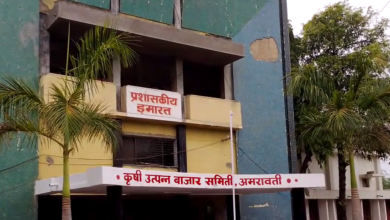 प्रशासकीय
इमारत
कृषी उत्पन्न बाजार समिती, अमरावती